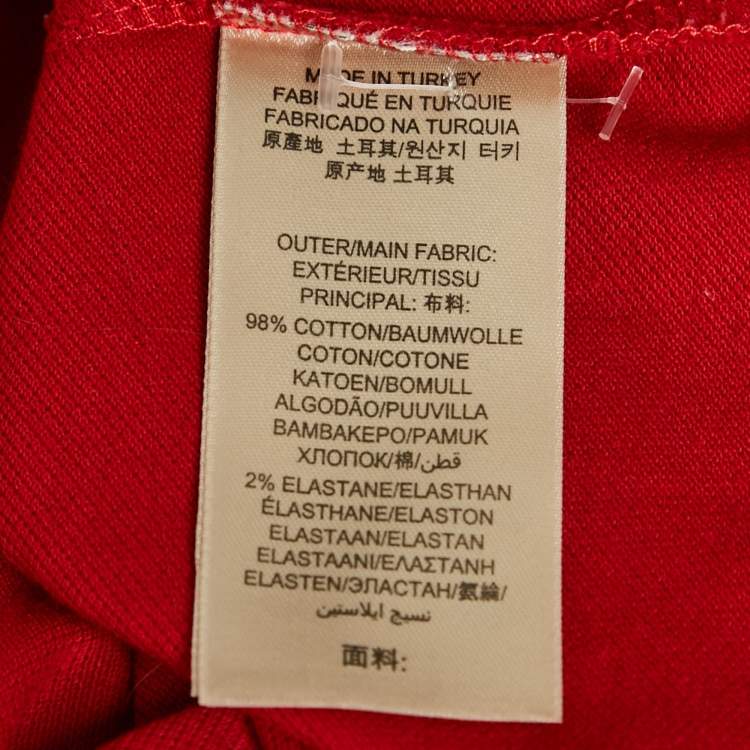 MADE IN TURKEY
FABRIQUÉ EN TURQUIE
FABRICADO NA TURQUIA
原產地 土耳其/원산지 터키
原产地 土耳其
OUTER/MAIN FABRIC:
EXTÉRIEUR/TISSU
PRINCIPAL: 布料:
98% COTTON/BAUMWOLLE
COTON/COTONE
KATOEN/BOMULL
ALGODÃO/PUUVILLA
BAMBAKEPO/PAMUK
ХЛОПОК/棉/قطن
2% ELASTANE/ELASTHAN
ÉLASTHANE/ELASTON
ELASTAAN/ELASTAN
ELASTAANI/ΕΛΑΣΤΑΝΗ
ELASTEN/ЭЛАСТАН/氨綸/
نسيج ايلاستين
面料: